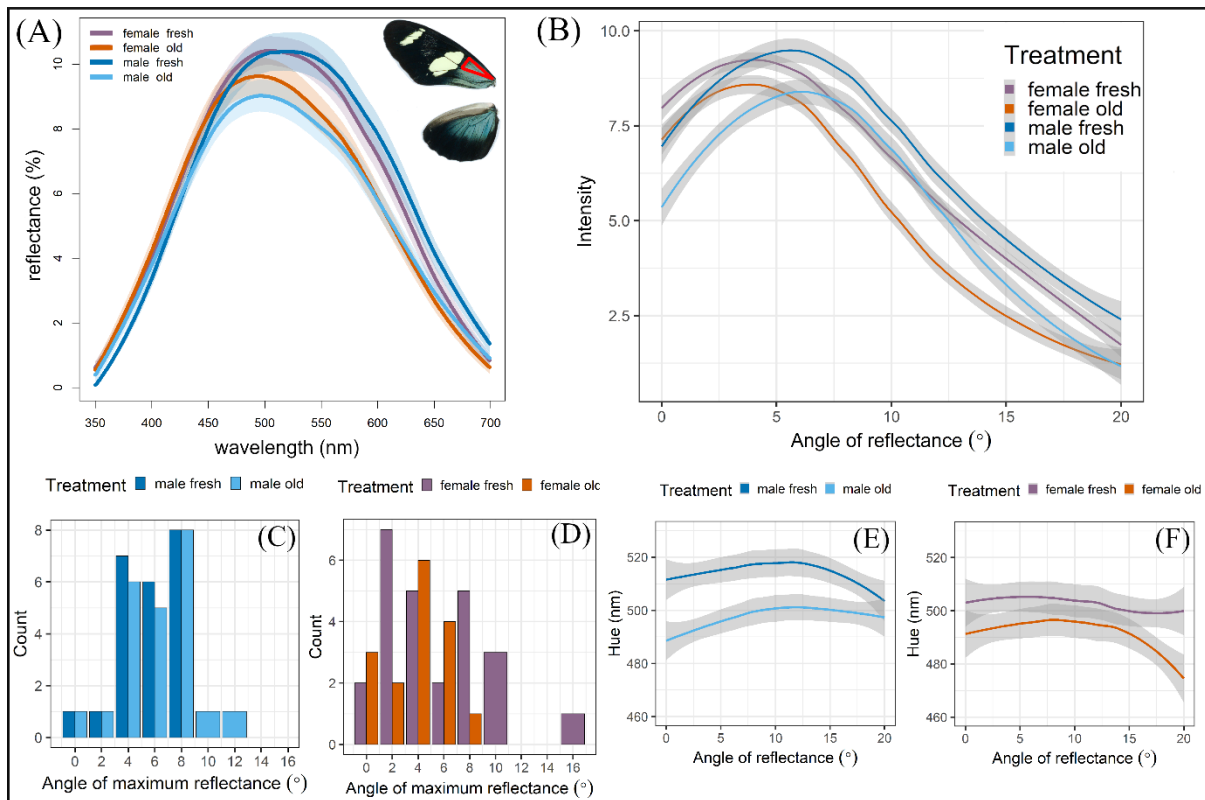 (A)
female fresh
female old
male fresh
male old
10
8
6
4
2
0
reflectance (%)
350 400 450 500 550 600 650 700
wavelength (nm)
(B)
10.0
7.5
5.0
2.5
Intensity
Treatment
female fresh
female old
male fresh
male old
0 5 10 15 20
Angle of reflectance (°)
Treatment male fresh male old
(C)
8
6
4
2
0
Count
0 2 4 6 8 10 12 14 16
Angle of maximum reflectance (°)
Treatment female fresh female old
(D)
6
4
2
0
Count
0 2 4 6 8 10 12 14 16
Angle of maximum reflectance (°)
Treatment male fresh male old
(E)
520
500
480
460
Hue (nm)
0 5 10 15 20
Angle of reflectance (°)
Treatment female fresh female old
(F)
520
500
480
460
Hue (nm)
0 5 10 15 20
Angle of reflectance (°)